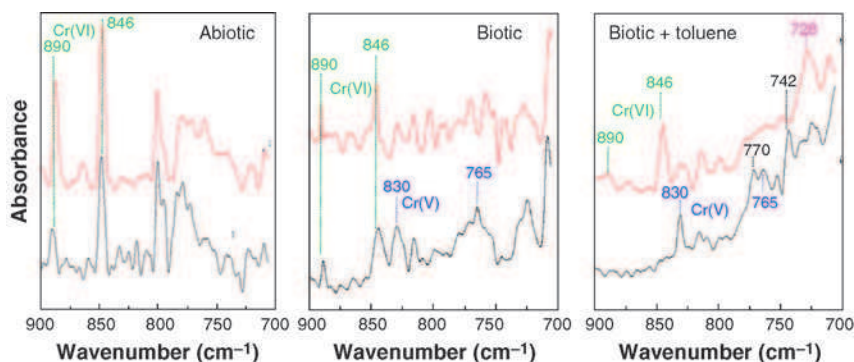 Absorbance
Abiotic
Cr(VI)
846
890
900 850 800 750 700
Wavenumber (cm⁻¹)
Biotic
846
890
Cr(VI)
830
Cr(V)
765
900 850 800 750 700
Wavenumber (cm⁻¹)
Biotic + toluene
728
742
846
Cr(VI)
890
770
830
Cr(V)
765
900 850 800 750 700
Wavenumber (cm⁻¹)